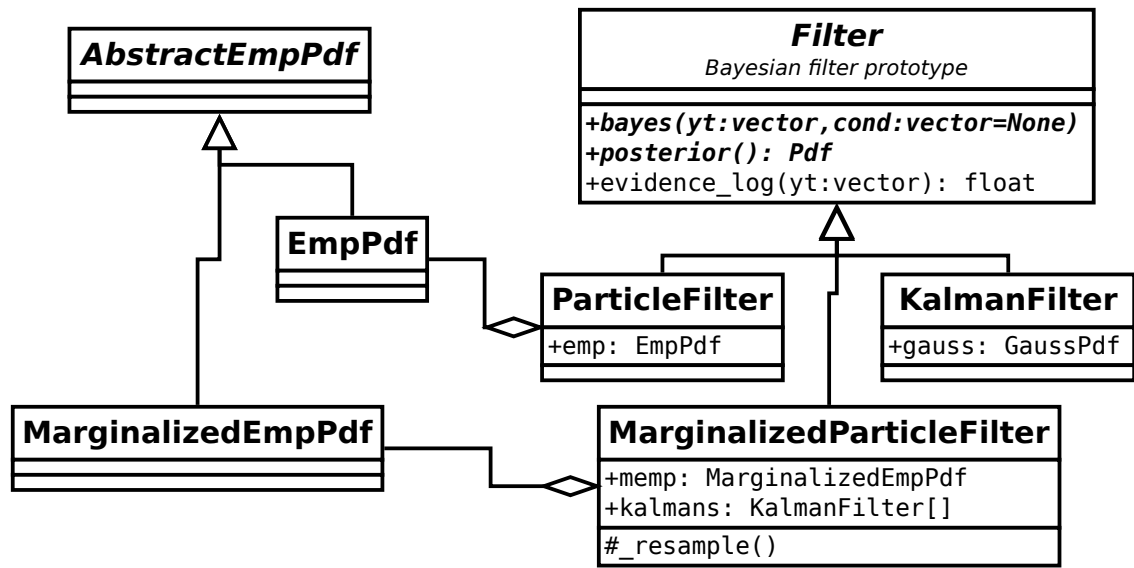 AbstractEmpPdf
Filter
Bayesian filter prototype
+bayes(yt:vector,cond:vector=None)
+posterior(): Pdf
+evidence_log(yt:vector): float
EmpPdf
ParticleFilter
+emp: EmpPdf
KalmanFilter
+gauss: GaussPdf
MarginalizedEmpPdf
MarginalizedParticleFilter
+memp: MarginalizedEmpPdf
+kalmans: KalmanFilter[]
#_resample()